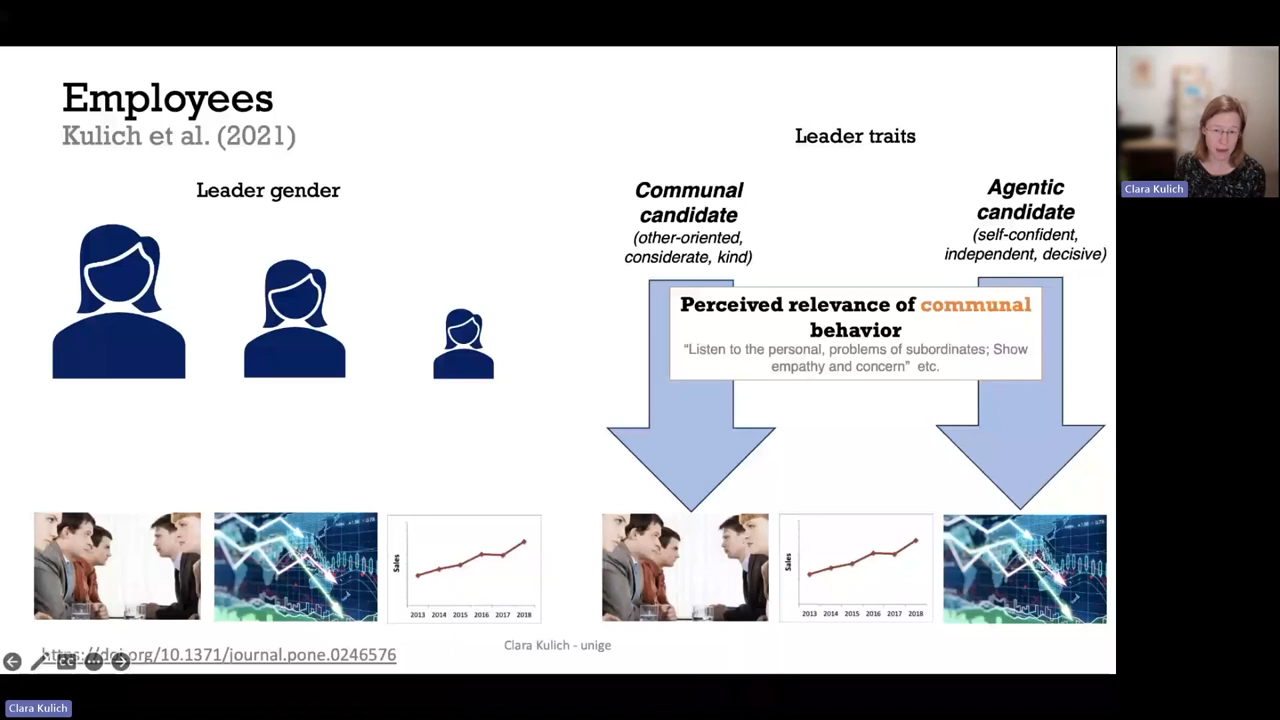 Employees
Kulich et al. (2021)
Leader gender
Leader traits
Communal
candidate
(other-oriented,
considerate, kind)
Agentic
candidate
(self-confident,
independent, decisive)
Perceived relevance of communal
behavior
“Listen to the personal, problems of subordinates; Show
empathy and concern” etc.
Sales
2013 2014 2015 2016 2017 2018
Sales
2013 2014 2015 2016 2017 2018
Clara Kulich - unige
https://doi.org/10.1371/journal.pone.0246576
CC
Clara Kulich
Clara Kulich